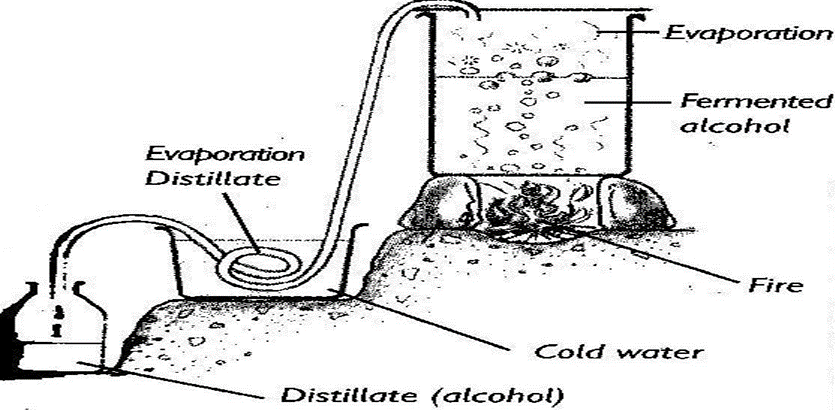 Evaporation
Fermented
alcohol
Evaporation
Distillate
Fire
Cold water
Distillate (alcohol)